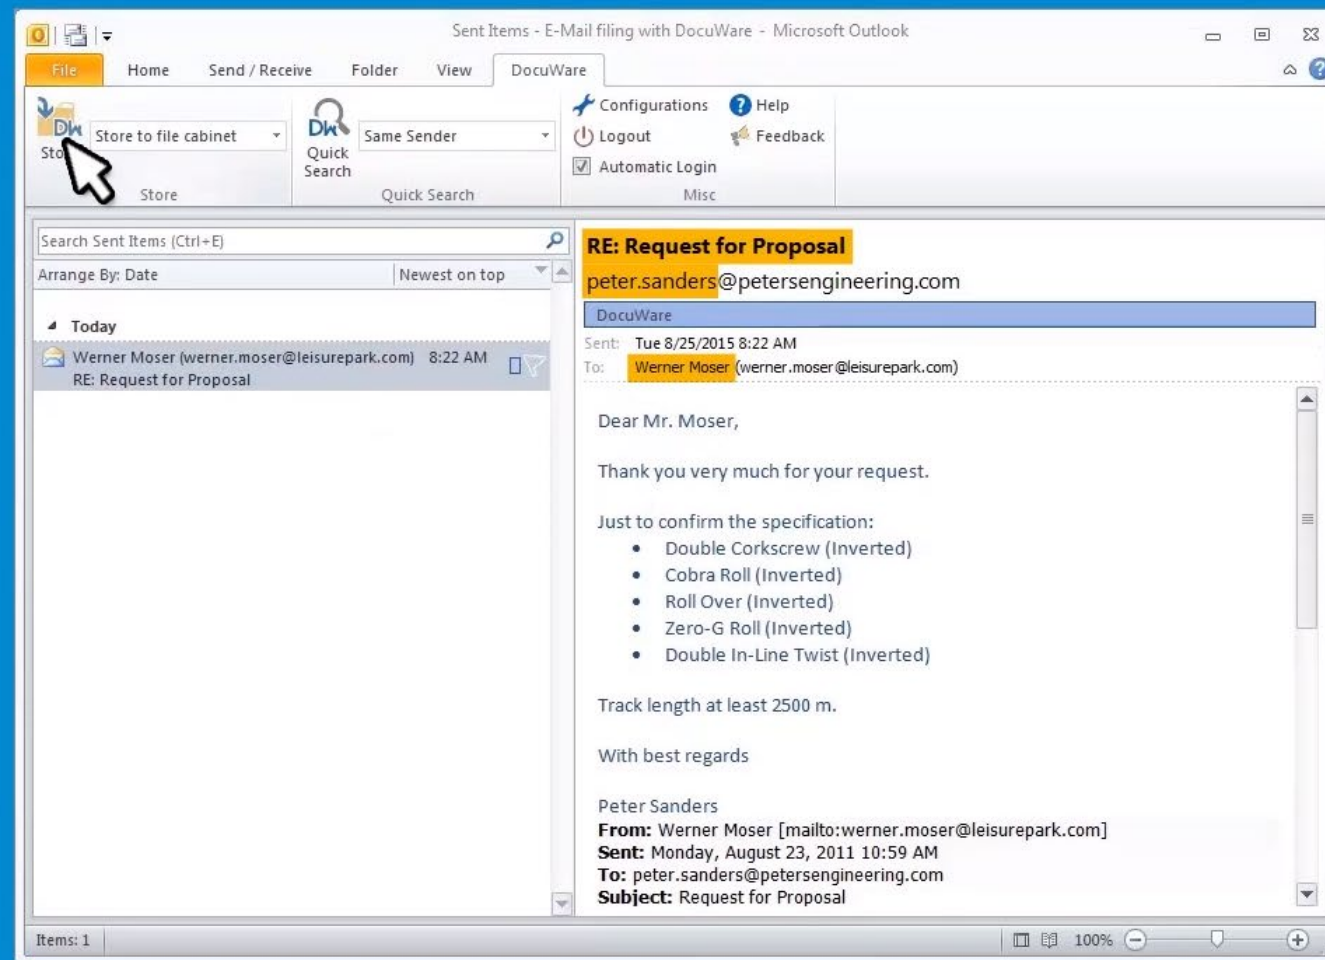 Sent Items - E-Mail filing with DocuWare - Microsoft Outlook
File Home Send / Receive Folder View DocuWare
Store to file cabinet
Store
DW
Quick Search
Same Sender
Quick Search
Configurations Help
Logout Feedback
Automatic Login
Misc
Search Sent Items (Ctrl+E)
Arrange By: Date Newest on top
Today
Werner Moser (werner.moser@leisurepark.com) 8:22 AM
RE: Request for Proposal
RE: Request for Proposal
peter.sanders@petersengineering.com
DocuWare
Sent: Tue 8/25/2015 8:22 AM
To: Werner Moser (werner.moser@leisurepark.com)
Dear Mr. Moser,
Thank you very much for your request.
Just to confirm the specification:
• Double Corkscrew (Inverted)
• Cobra Roll (Inverted)
• Roll Over (Inverted)
• Zero-G Roll (Inverted)
• Double In-Line Twist (Inverted)
Track length at least 2500 m.
With best regards
Peter Sanders
From: Werner Moser [mailto:werner.moser@leisurepark.com]
Sent: Monday, August 23, 2011 10:59 AM
To: peter.sanders@petersengineering.com
Subject: Request for Proposal
Items: 1
100%